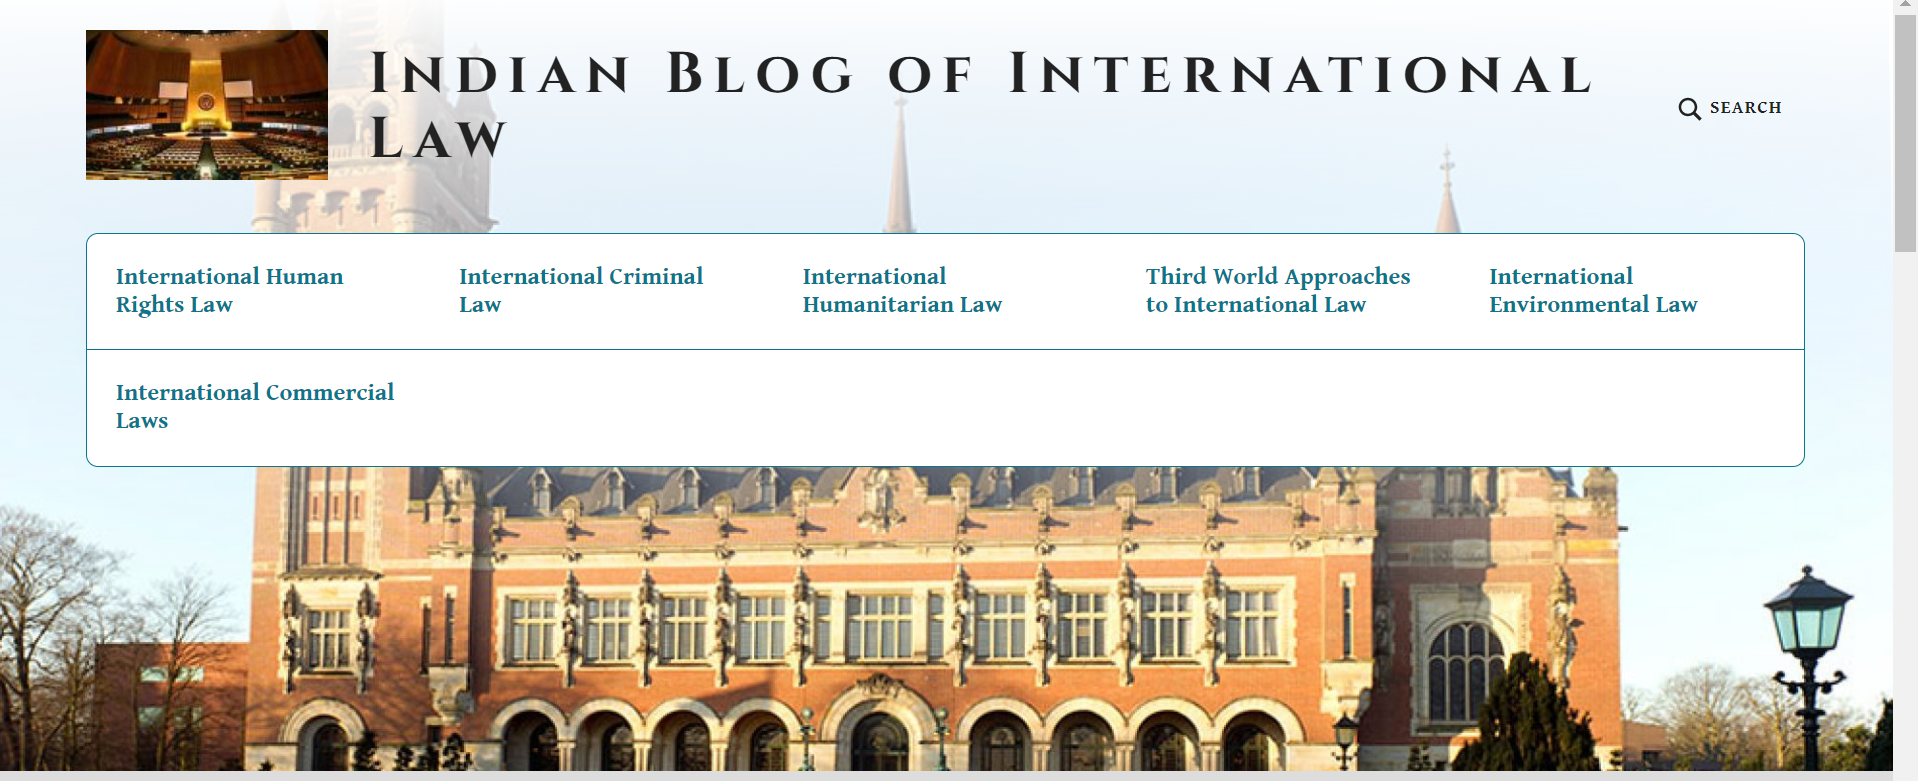 Indian Blog of International
Law
SEARCH
International Human
Rights Law
International Criminal
Law
International
Humanitarian Law
Third World Approaches
to International Law
International
Environmental Law
International Commercial
Laws